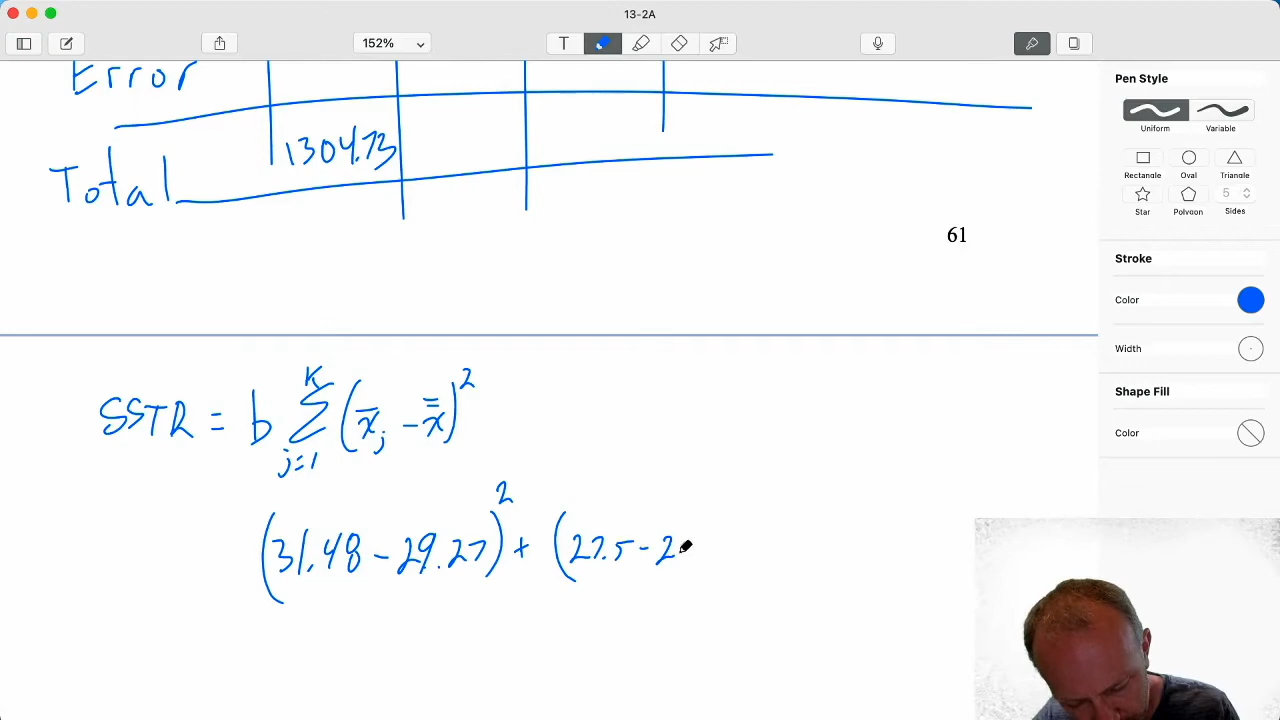 13-2A
152%
T
Pen Style
Uniform
Variable
Rectangle
Oval
Triangle
5
Star
Polygon
Sides
Stroke
Color
Width
Shape Fill
Color
Error
1304.73
Total
61
SSTR = b ∑ⱼ₌₁ᴷ (x̄ⱼ - x̿)²
(31.48 - 29.27)² + (27.5 - 2